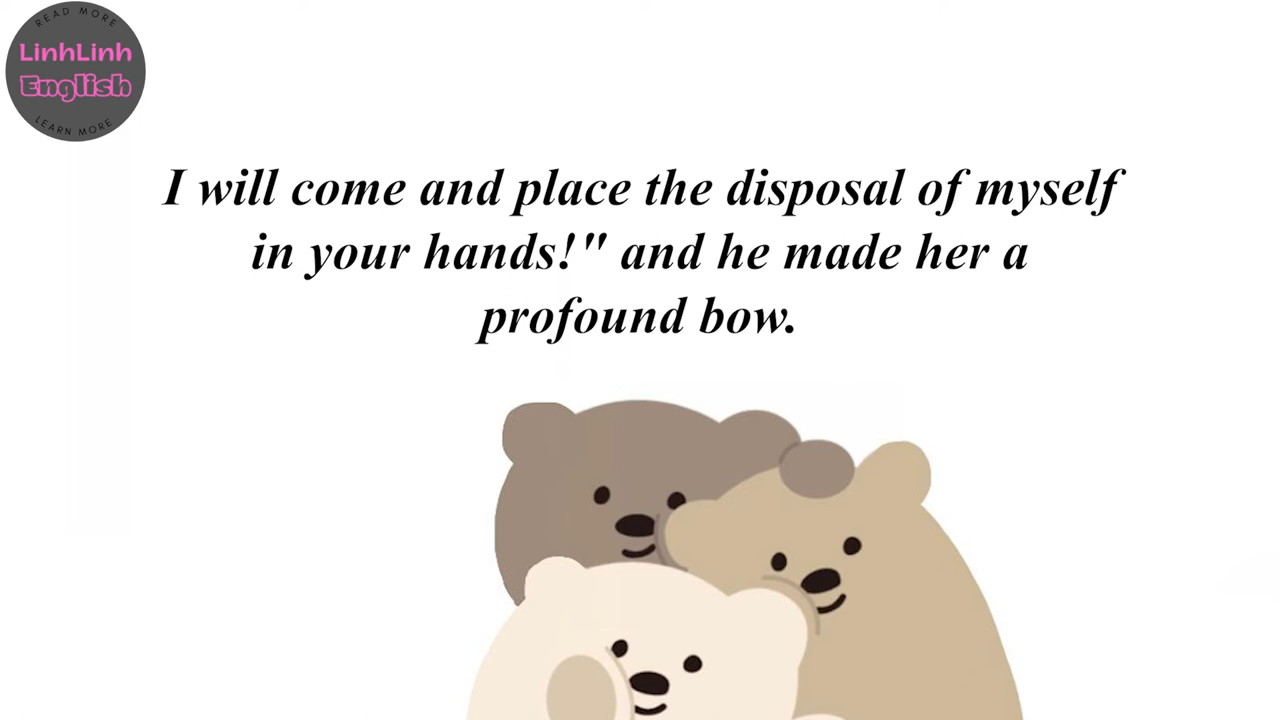 READ MORE
LinhLinh
English
LEARN MORE
I will come and place the disposal of myself
in your hands!" and he made her a
profound bow.